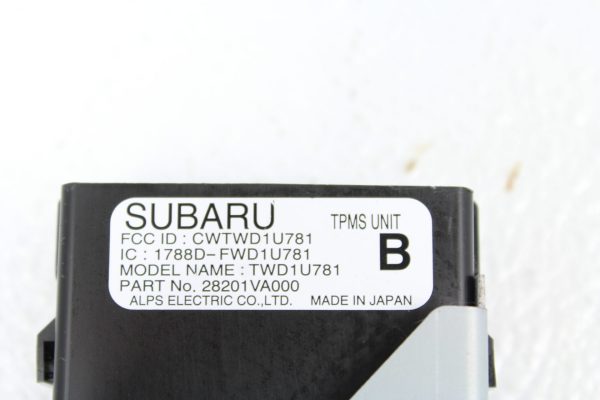 SUBARU TPMS UNIT
FCC ID : CWTWD1U781
IC : 1788D-FWD1U781 B
MODEL NAME : TWD1U781
PART No. 28201VA000
ALPS ELECTRIC CO.,LTD. MADE IN JAPAN